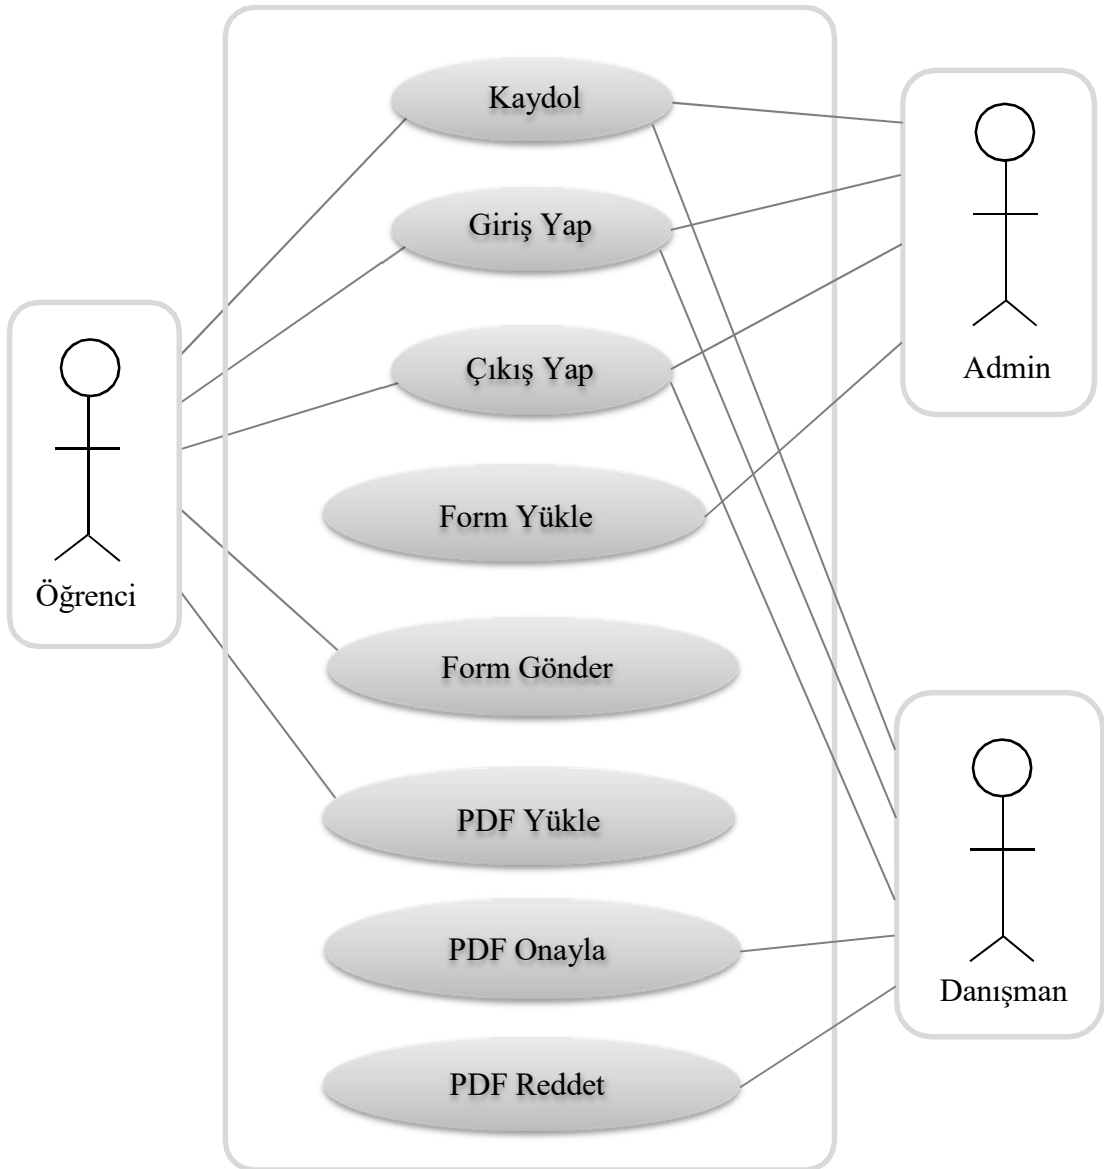 Kaydol
Giriş Yap
Çıkış Yap
Form Yükle
Form Gönder
PDF Yükle
PDF Onayla
PDF Reddet
Öğrenci
Admin
Danışman